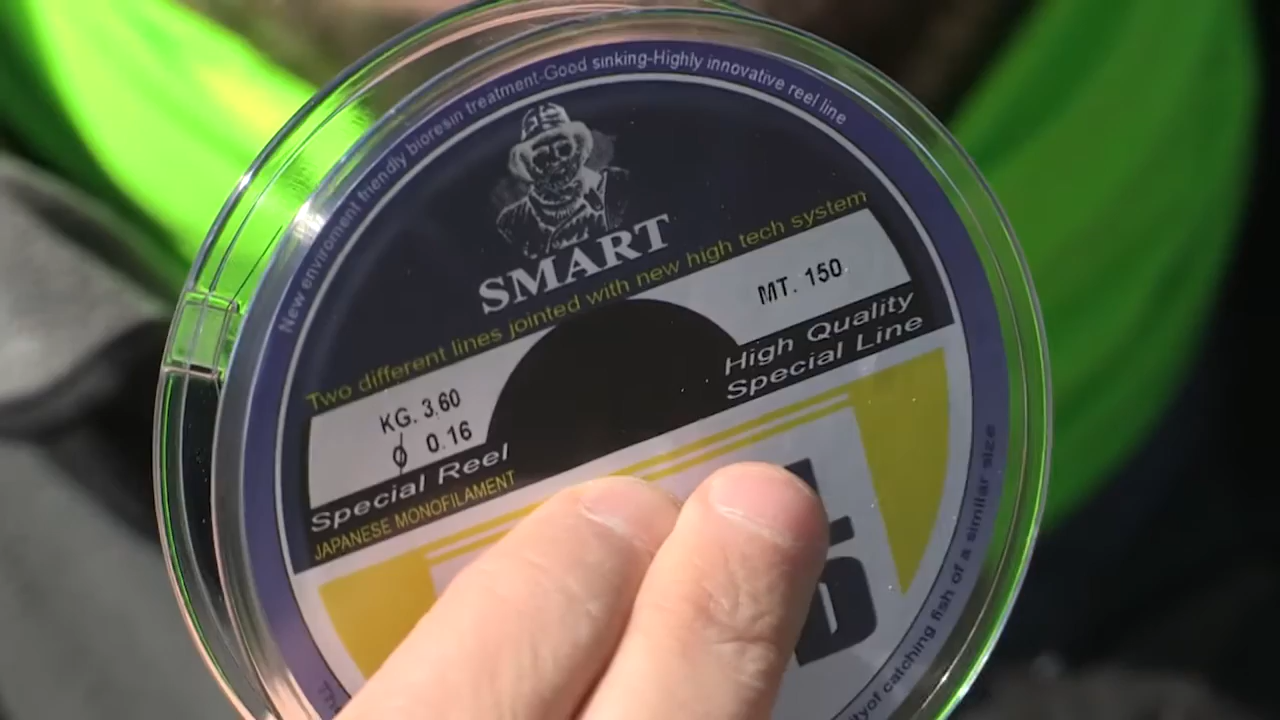 New enviroment friendly bioresin treatment-Good sinking-Highly innovative reel line
SMART
Two different lines jointed with new high tech system
MT. 150
KG. 3.60
ϕ 0.16
High Quality
Special Line
Special Reel
JAPANESE MONOFILAMENT
of catching fish of a similar size